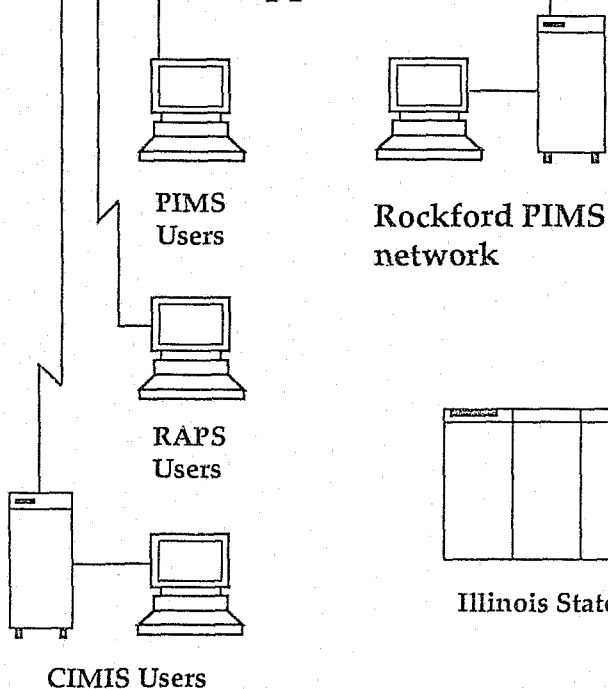 PIMS
Users
Rockford PIMS
network
RAPS
Users
Illinois State
CIMIS Users